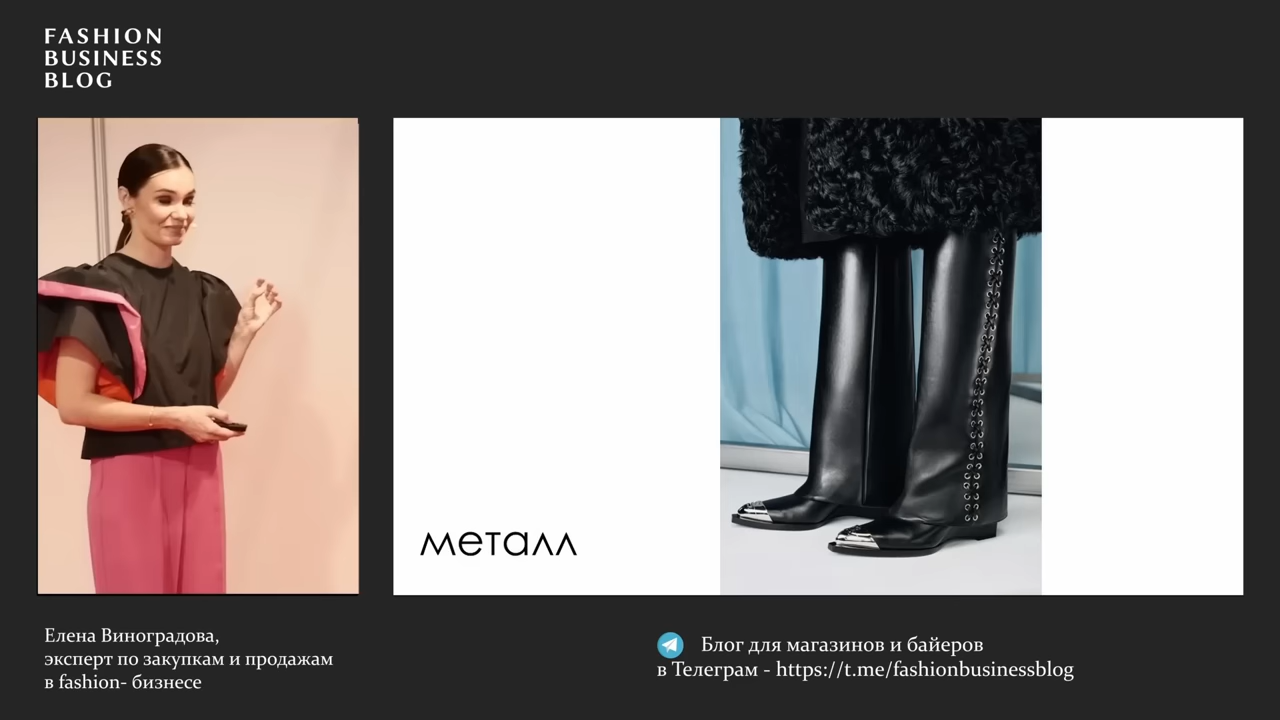 FASHION
BUSINESS
BLOG
металл
Елена Виноградова,
эксперт по закупкам и продажам
в fashion- бизнесе
Блог для магазинов и байеров
в Телеграм - https://t.me/fashionbusinessblog